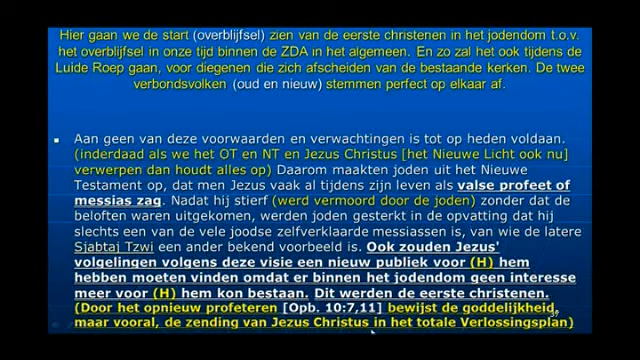 Hier gaan we de start (overblijfsel) zien van de eerste christenen in het jodendom t.o.v.
het overblijfsel in onze tijd binnen de ZDA in het algemeen. En zo zal het ook tijdens de
Luide Roep gaan, voor diegenen die zich afscheiden van de bestaande kerken. De twee
verbondsvolken (oud en nieuw) stemmen perfect op elkaar af.
Aan geen van deze voorwaarden en verwachtingen is tot op heden voldaan.
(inderdaad als we het OT en NT en Jezus Christus [het Nieuwe Licht ook nu]
verwerpen dan houdt alles op) Daarom maakten joden uit het Nieuwe
Testament op, dat men Jezus vaak al tijdens zijn leven als valse profeet of
messias zag. Nadat hij stierf (werd vermoord door de joden) zonder dat de
beloften waren uitgekomen, werden joden gesterkt in de opvatting dat hij
slechts een van de vele joodse zelfverklaarde messiassen is, van wie de latere
Sjabtaj Tzwi een ander bekend voorbeeld is. Ook zouden Jezus'
volgelingen volgens deze visie een nieuw publiek voor (H) hem
hebben moeten vinden omdat er binnen het jodendom geen interesse
meer voor (H) hem kon bestaan. Dit werden de eerste christenen.
(Door het opnieuw profeteren [Opb. 10:7,11] bewijst de goddelijkheid,
maar vooral, de zending van Jezus Christus in het totale Verlossingsplan)